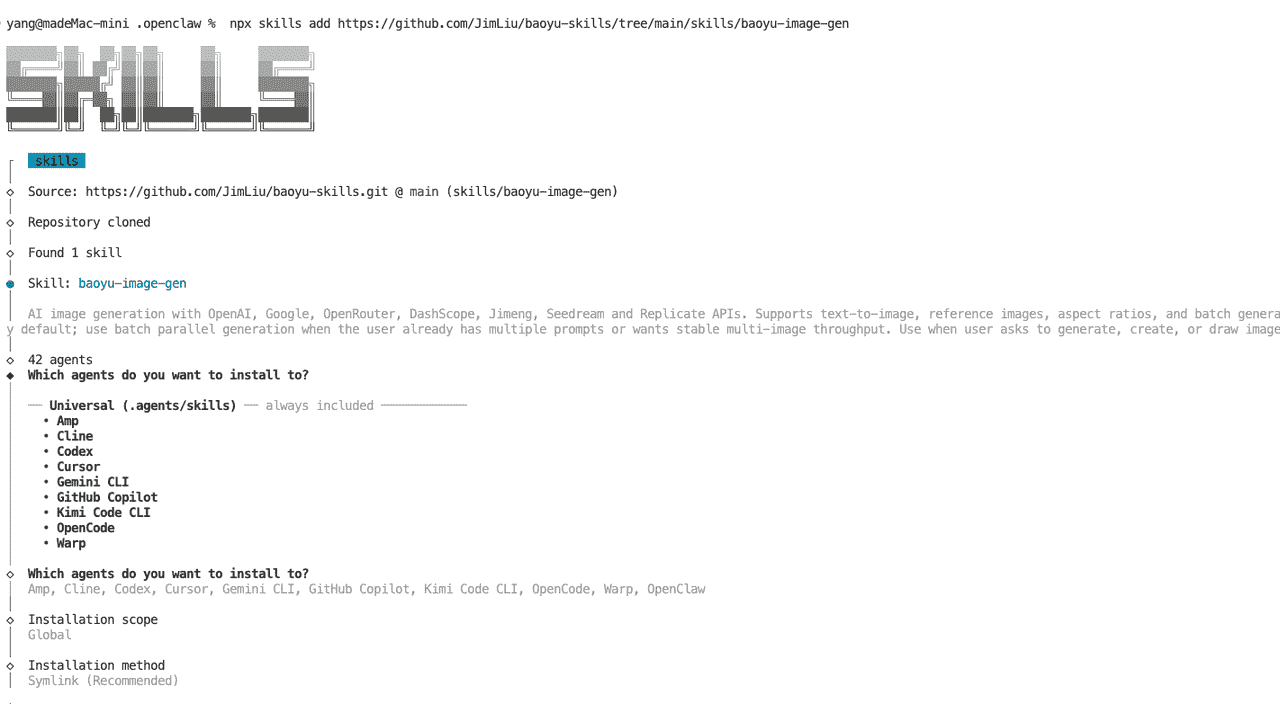 yang@madeMac-mini .openclaw %  npx skills add https://github.com/JimLiu/baoyu-skills/tree/main/skills/baoyu-image-gen
SKILLS
skills
Source: https://github.com/JimLiu/baoyu-skills.git @ main (skills/baoyu-image-gen)
Repository cloned
Found 1 skill
Skill: baoyu-image-gen
AI image generation with OpenAI, Google, OpenRouter, DashScope, Jimeng, Seedream and Replicate APIs. Supports text-to-image, reference images, aspect ratios, and batch genera
y default; use batch parallel generation when the user already has multiple prompts or wants stable multi-image throughput. Use when user asks to generate, create, or draw image
42 agents
Which agents do you want to install to?
── Universal (.agents/skills) ── always included ────────────
• Amp
• Cline
• Codex
• Cursor
• Gemini CLI
• GitHub Copilot
• Kimi Code CLI
• OpenCode
• Warp
Which agents do you want to install to?
Amp, Cline, Codex, Cursor, Gemini CLI, GitHub Copilot, Kimi Code CLI, OpenCode, Warp, OpenClaw
Installation scope
Global
Installation method
Symlink (Recommended)